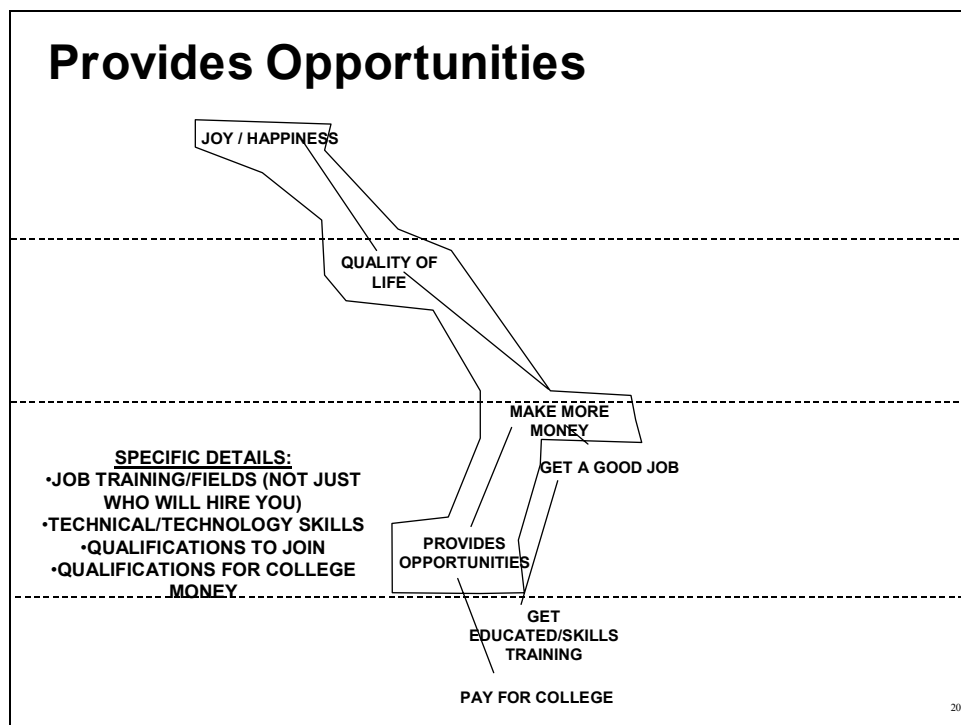 Provides Opportunities
JOY / HAPPINESS
QUALITY OF
LIFE
MAKE MORE
MONEY
GET A GOOD JOB
SPECIFIC DETAILS:
•JOB TRAINING/FIELDS (NOT JUST
WHO WILL HIRE YOU)
•TECHNICAL/TECHNOLOGY SKILLS
•QUALIFICATIONS TO JOIN
•QUALIFICATIONS FOR COLLEGE
MONEY
PROVIDES
OPPORTUNITIES
GET
EDUCATED/SKILLS
TRAINING
PAY FOR COLLEGE
20